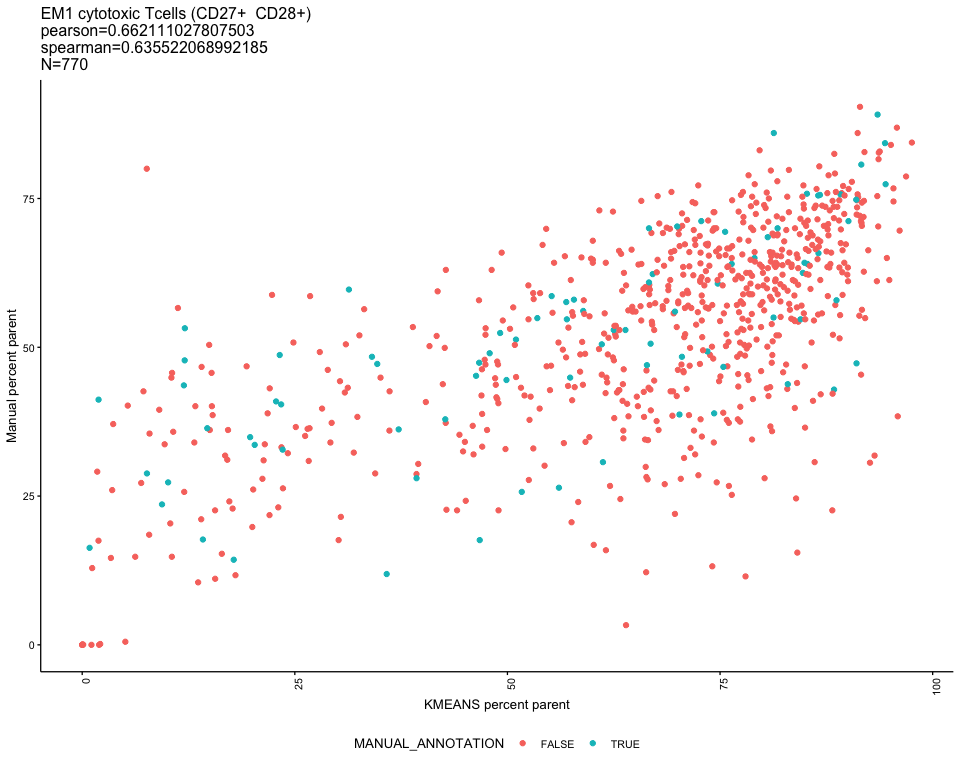 EM1 cytotoxic Tcells (CD27+  CD28+)
pearson=0.662111027807503
spearman=0.635522068992185
N=770
Manual percent parent
75
50
25
0
0
25
50
75
100
KMEANS percent parent
MANUAL_ANNOTATION
FALSE
TRUE